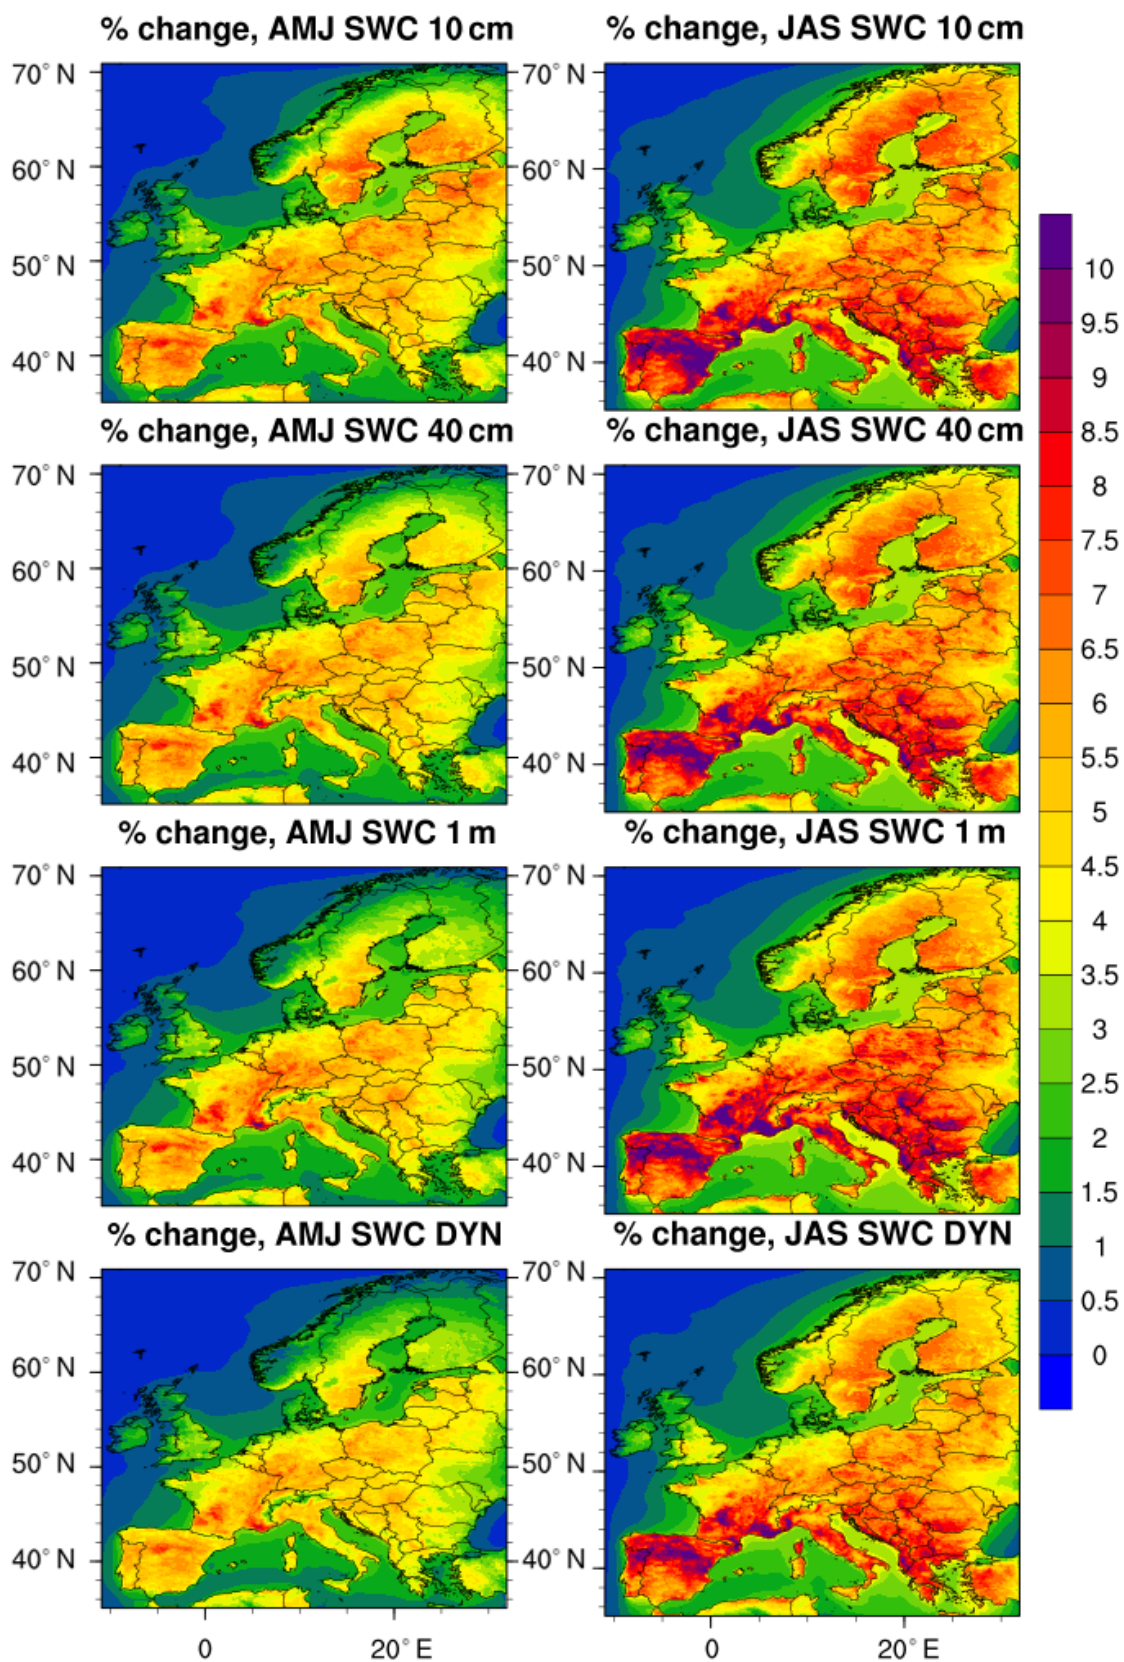 % change, AMJ SWC 10 cm
% change, JAS SWC 10 cm
70° N
60° N
50° N
40° N
70° N
60° N
50° N
40° N
% change, AMJ SWC 40 cm
% change, JAS SWC 40 cm
70° N
60° N
50° N
40° N
70° N
60° N
50° N
40° N
% change, AMJ SWC 1 m
% change, JAS SWC 1 m
70° N
60° N
50° N
40° N
70° N
60° N
50° N
40° N
% change, AMJ SWC DYN
% change, JAS SWC DYN
70° N
60° N
50° N
40° N
70° N
60° N
50° N
40° N
0
20° E
0
20° E
10
9.5
9
8.5
8
7.5
7
6.5
6
5.5
5
4.5
4
3.5
3
2.5
2
1.5
1
0.5
0